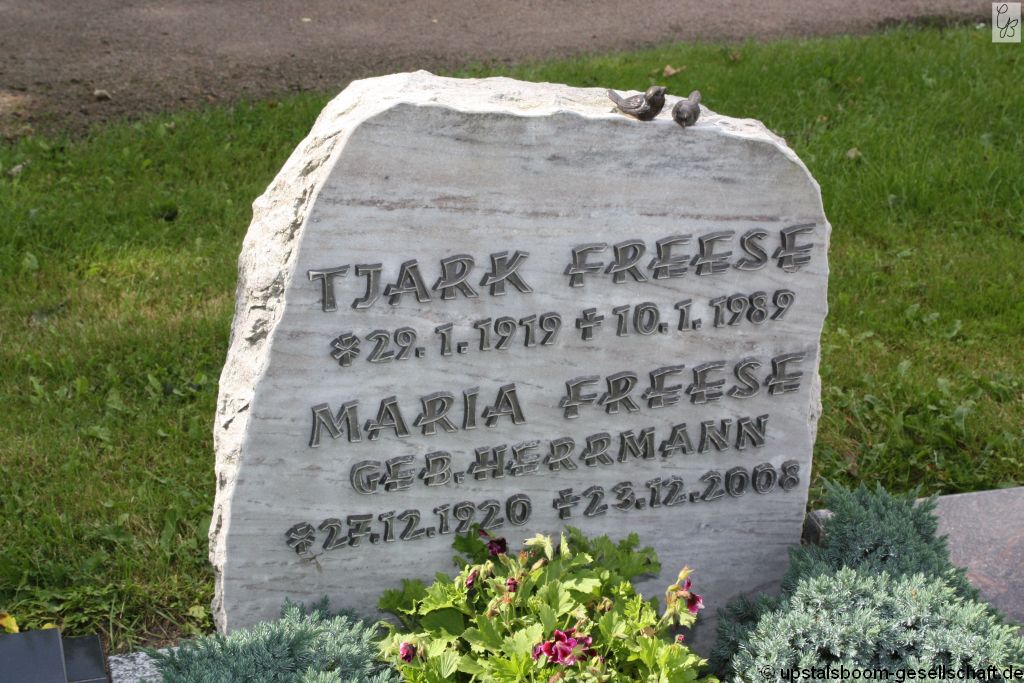 TJARK FREESE
* 29. 1. 1919 † 10. 1. 1989
MARIA FREESE
GEB. HERRMANN
* 27.12.1920 † 23.12.2008
© upstalsboom-gesellschaft.de